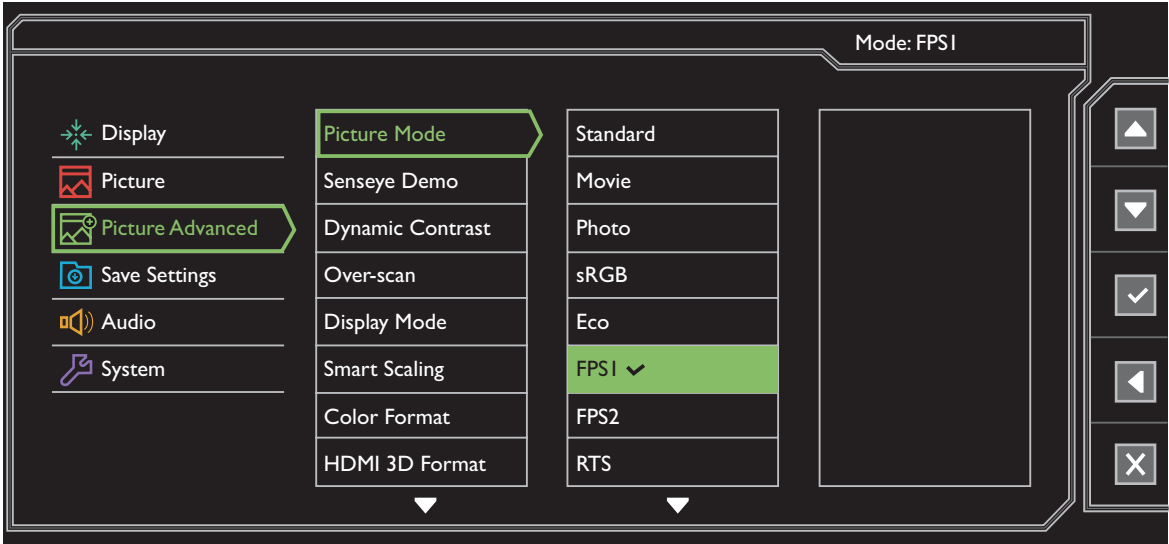 Mode: FPS1
Display
Picture
Picture Advanced
Save Settings
Audio
System
Picture Mode
Senseye Demo
Dynamic Contrast
Over-scan
Display Mode
Smart Scaling
Color Format
HDMI 3D Format
Standard
Movie
Photo
sRGB
Eco
FPS1
FPS2
RTS